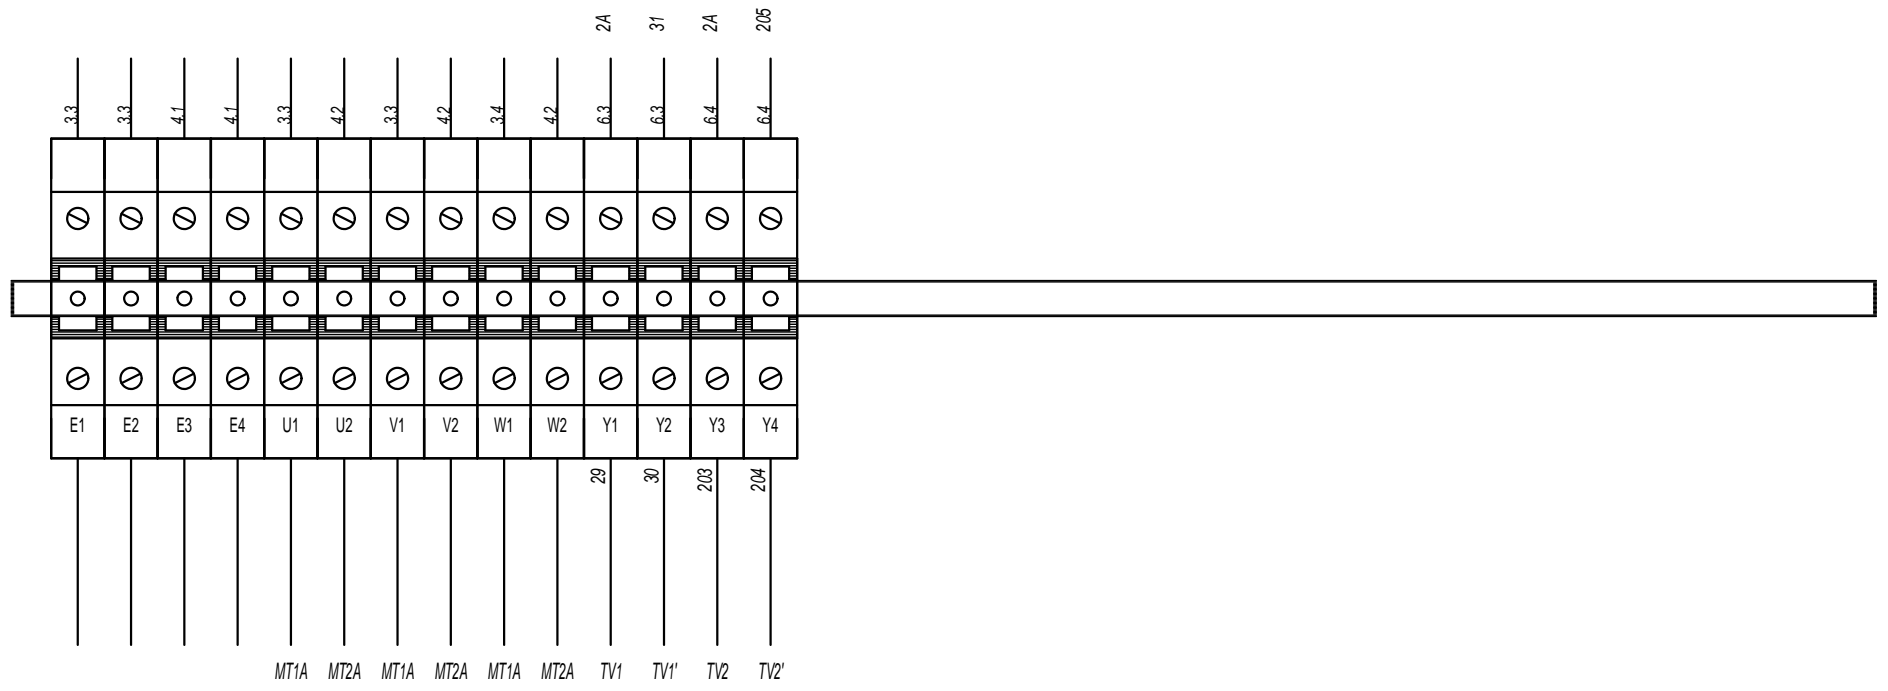 2A 31 2A 205
3.3 3.3 4.1 4.1 3.3 4.2 3.3 4.2 3.4 4.2 6.3 6.3 6.4 6.4
E1 E2 E3 E4 U1 U2 V1 V2 W1 W2 Y1 Y2 Y3 Y4
29 30 203 204
MT1A MT2A MT1A MT2A MT1A MT2A TV1 TV1' TV2 TV2'